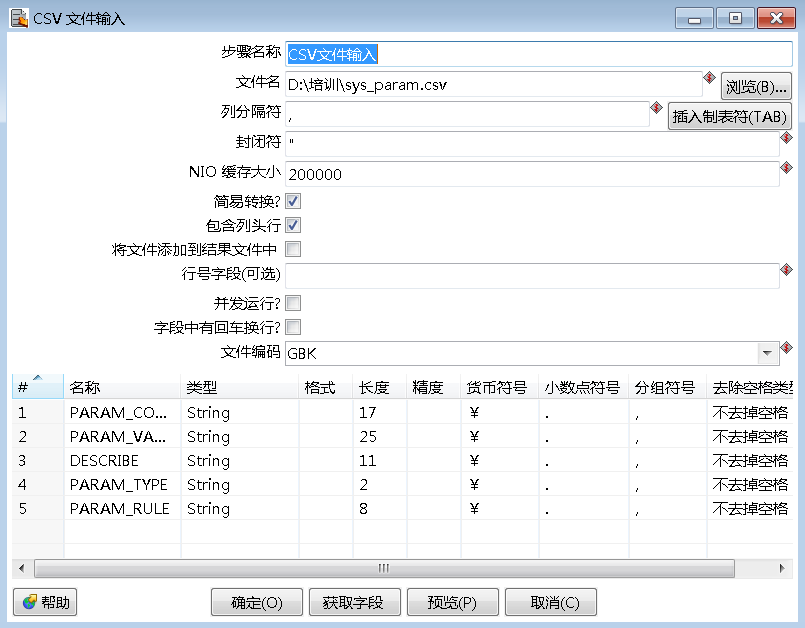 CSV 文件输入
步骤名称 CSV文件输入
文件名 D:\培训\sys_param.csv 浏览(B)...
列分隔符 , 插入制表符(TAB)
封闭符 "
NIO 缓存大小 200000
简易转换?
包含列头行
将文件添加到结果文件中
行号字段(可选)
并发运行?
字段中有回车换行?
文件编码 GBK
# 名称 类型 格式 长度 精度 货币符号 小数点符号 分组符号 去除空格类型
1 PARAM_CO... String 17 ¥ . , 不去掉空格
2 PARAM_VA... String 25 ¥ . , 不去掉空格
3 DESCRIBE String 11 ¥ . , 不去掉空格
4 PARAM_TYPE String 2 ¥ . , 不去掉空格
5 PARAM_RULE String 8 ¥ . , 不去掉空格
帮助 确定(O) 获取字段 预览(P) 取消(C)